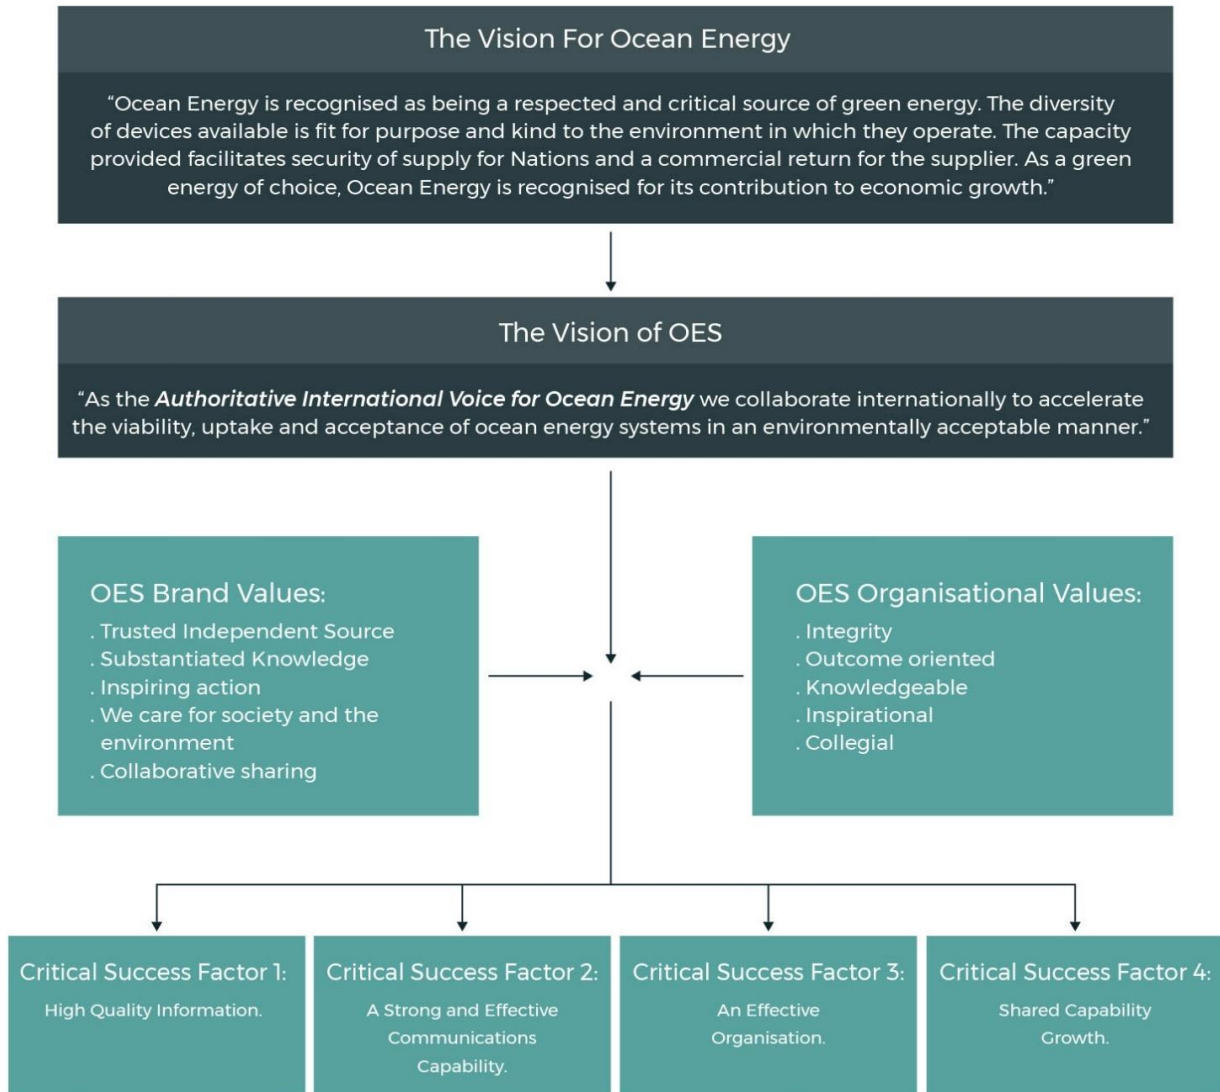 The Vision For Ocean Energy
“Ocean Energy is recognised as being a respected and critical source of green energy. The diversity
of devices available is fit for purpose and kind to the environment in which they operate. The capacity
provided facilitates security of supply for Nations and a commercial return for the supplier. As a green
energy of choice, Ocean Energy is recognised for its contribution to economic growth.”
The Vision of OES
“As the Authoritative International Voice for Ocean Energy we collaborate internationally to accelerate
the viability, uptake and acceptance of ocean energy systems in an environmentally acceptable manner.”
OES Brand Values:
. Trusted Independent Source
. Substantiated Knowledge
. Inspiring action
. We care for society and the
environment
. Collaborative sharing
OES Organisational Values:
. Integrity
. Outcome oriented
. Knowledgeable
. Inspirational
. Collegial
Critical Success Factor 1:
High Quality Information.
Critical Success Factor 2:
A Strong and Effective
Communications
Capability.
Critical Success Factor 3:
An Effective
Organisation.
Critical Success Factor 4:
Shared Capability
Growth.